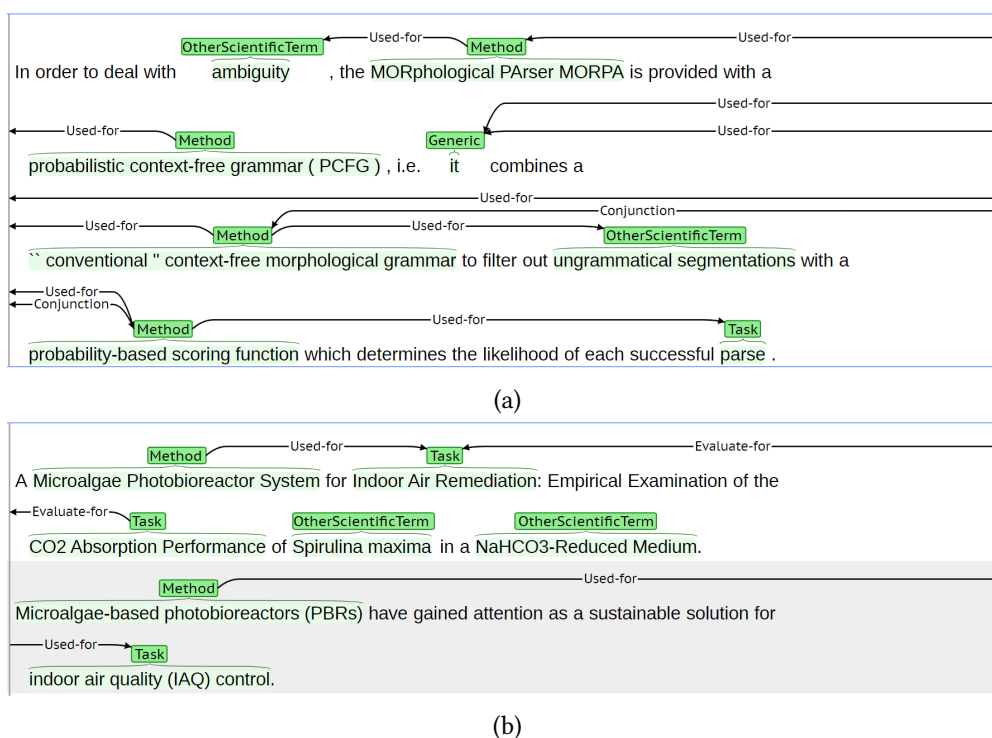 Used-for Used-for
OtherScientificTerm Method
In order to deal with ambiguity , the MORphological PArser MORPA is provided with a
Used-for
Used-for Used-for
Method Generic
probabilistic context-free grammar ( PCFG ) , i.e. it combines a
Used-for
Conjunction
Used-for Used-for
Method OtherScientificTerm
`` conventional '' context-free morphological grammar to filter out ungrammatical segmentations with a
Used-for
Conjunction
Used-for
Method Task
probability-based scoring function which determines the likelihood of each successful parse .
(a)
Used-for Evaluate-for
Method Task
A Microalgae Photobioreactor System for Indoor Air Remediation: Empirical Examination of the
Evaluate-for
Task OtherScientificTerm OtherScientificTerm
CO2 Absorption Performance of Spirulina maxima in a NaHCO3-Reduced Medium.
Used-for
Method
Microalgae-based photobioreactors (PBRs) have gained attention as a sustainable solution for
Used-for
Task
indoor air quality (IAQ) control.
(b)